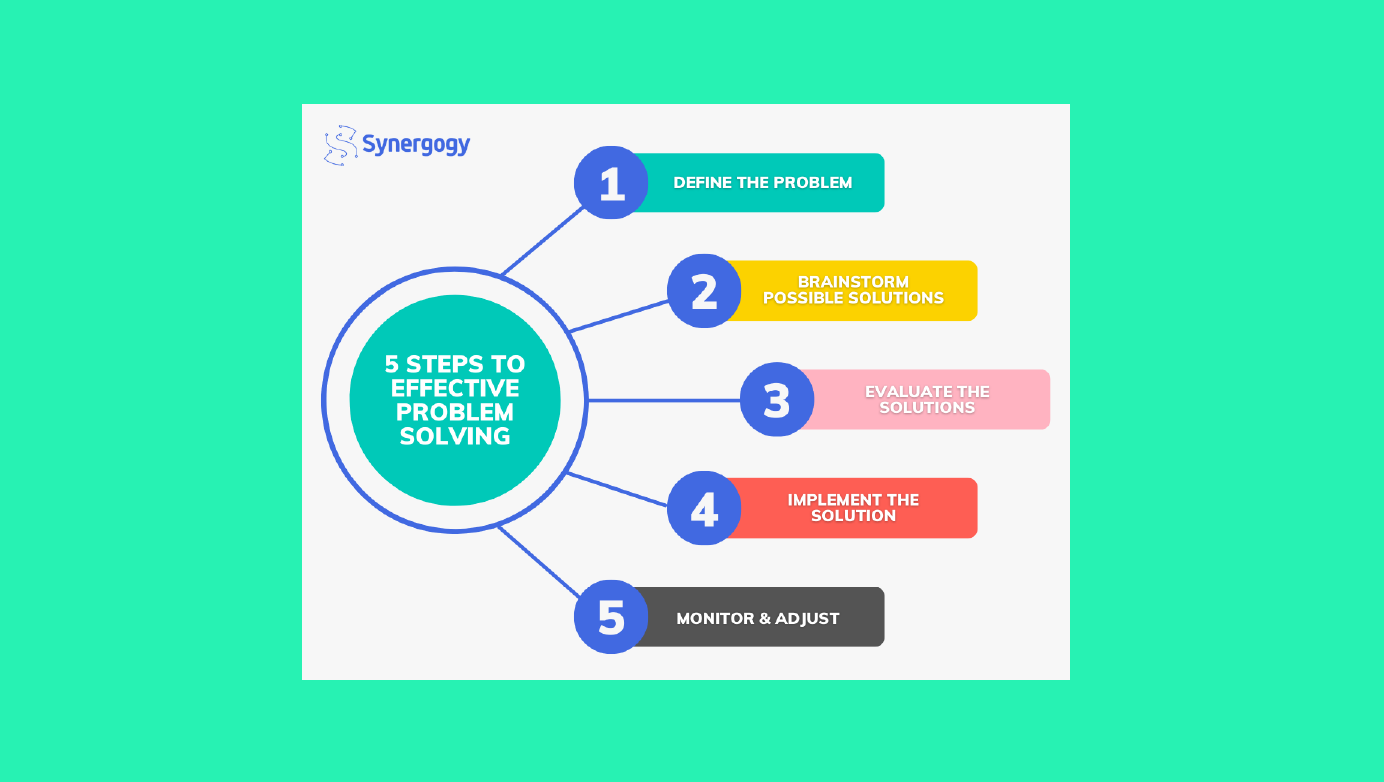 Synergogy
1
DEFINE THE PROBLEM
2
BRAINSTORM
POSSIBLE SOLUTIONS
5 STEPS TO
EFFECTIVE
PROBLEM
SOLVING
3
EVALUATE THE
SOLUTIONS
4
IMPLEMENT THE
SOLUTION
5
MONITOR & ADJUST